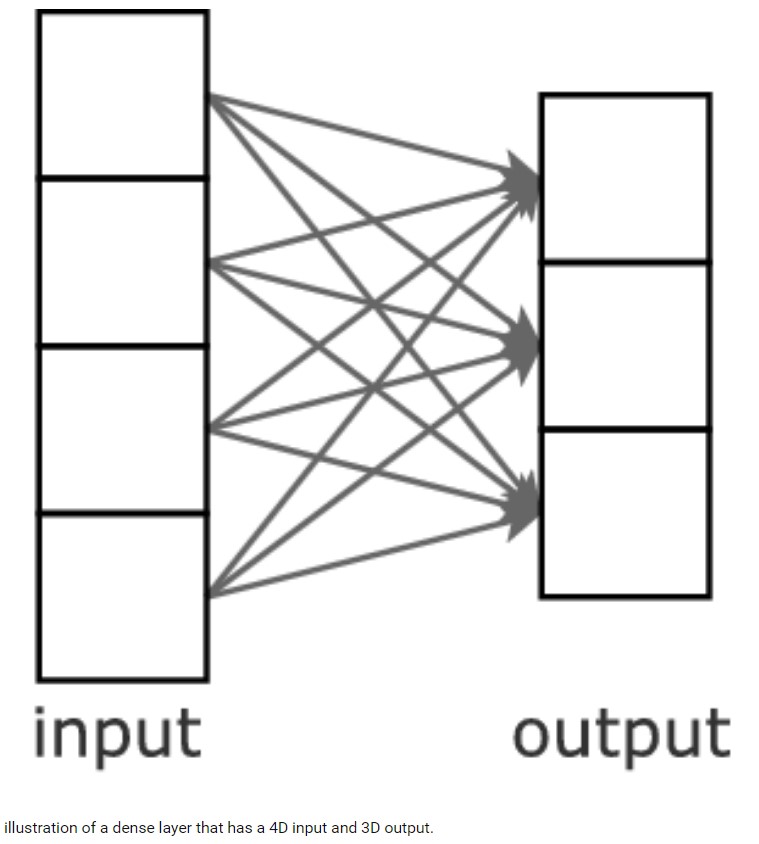 input output
illustration of a dense layer that has a 4D input and 3D output.